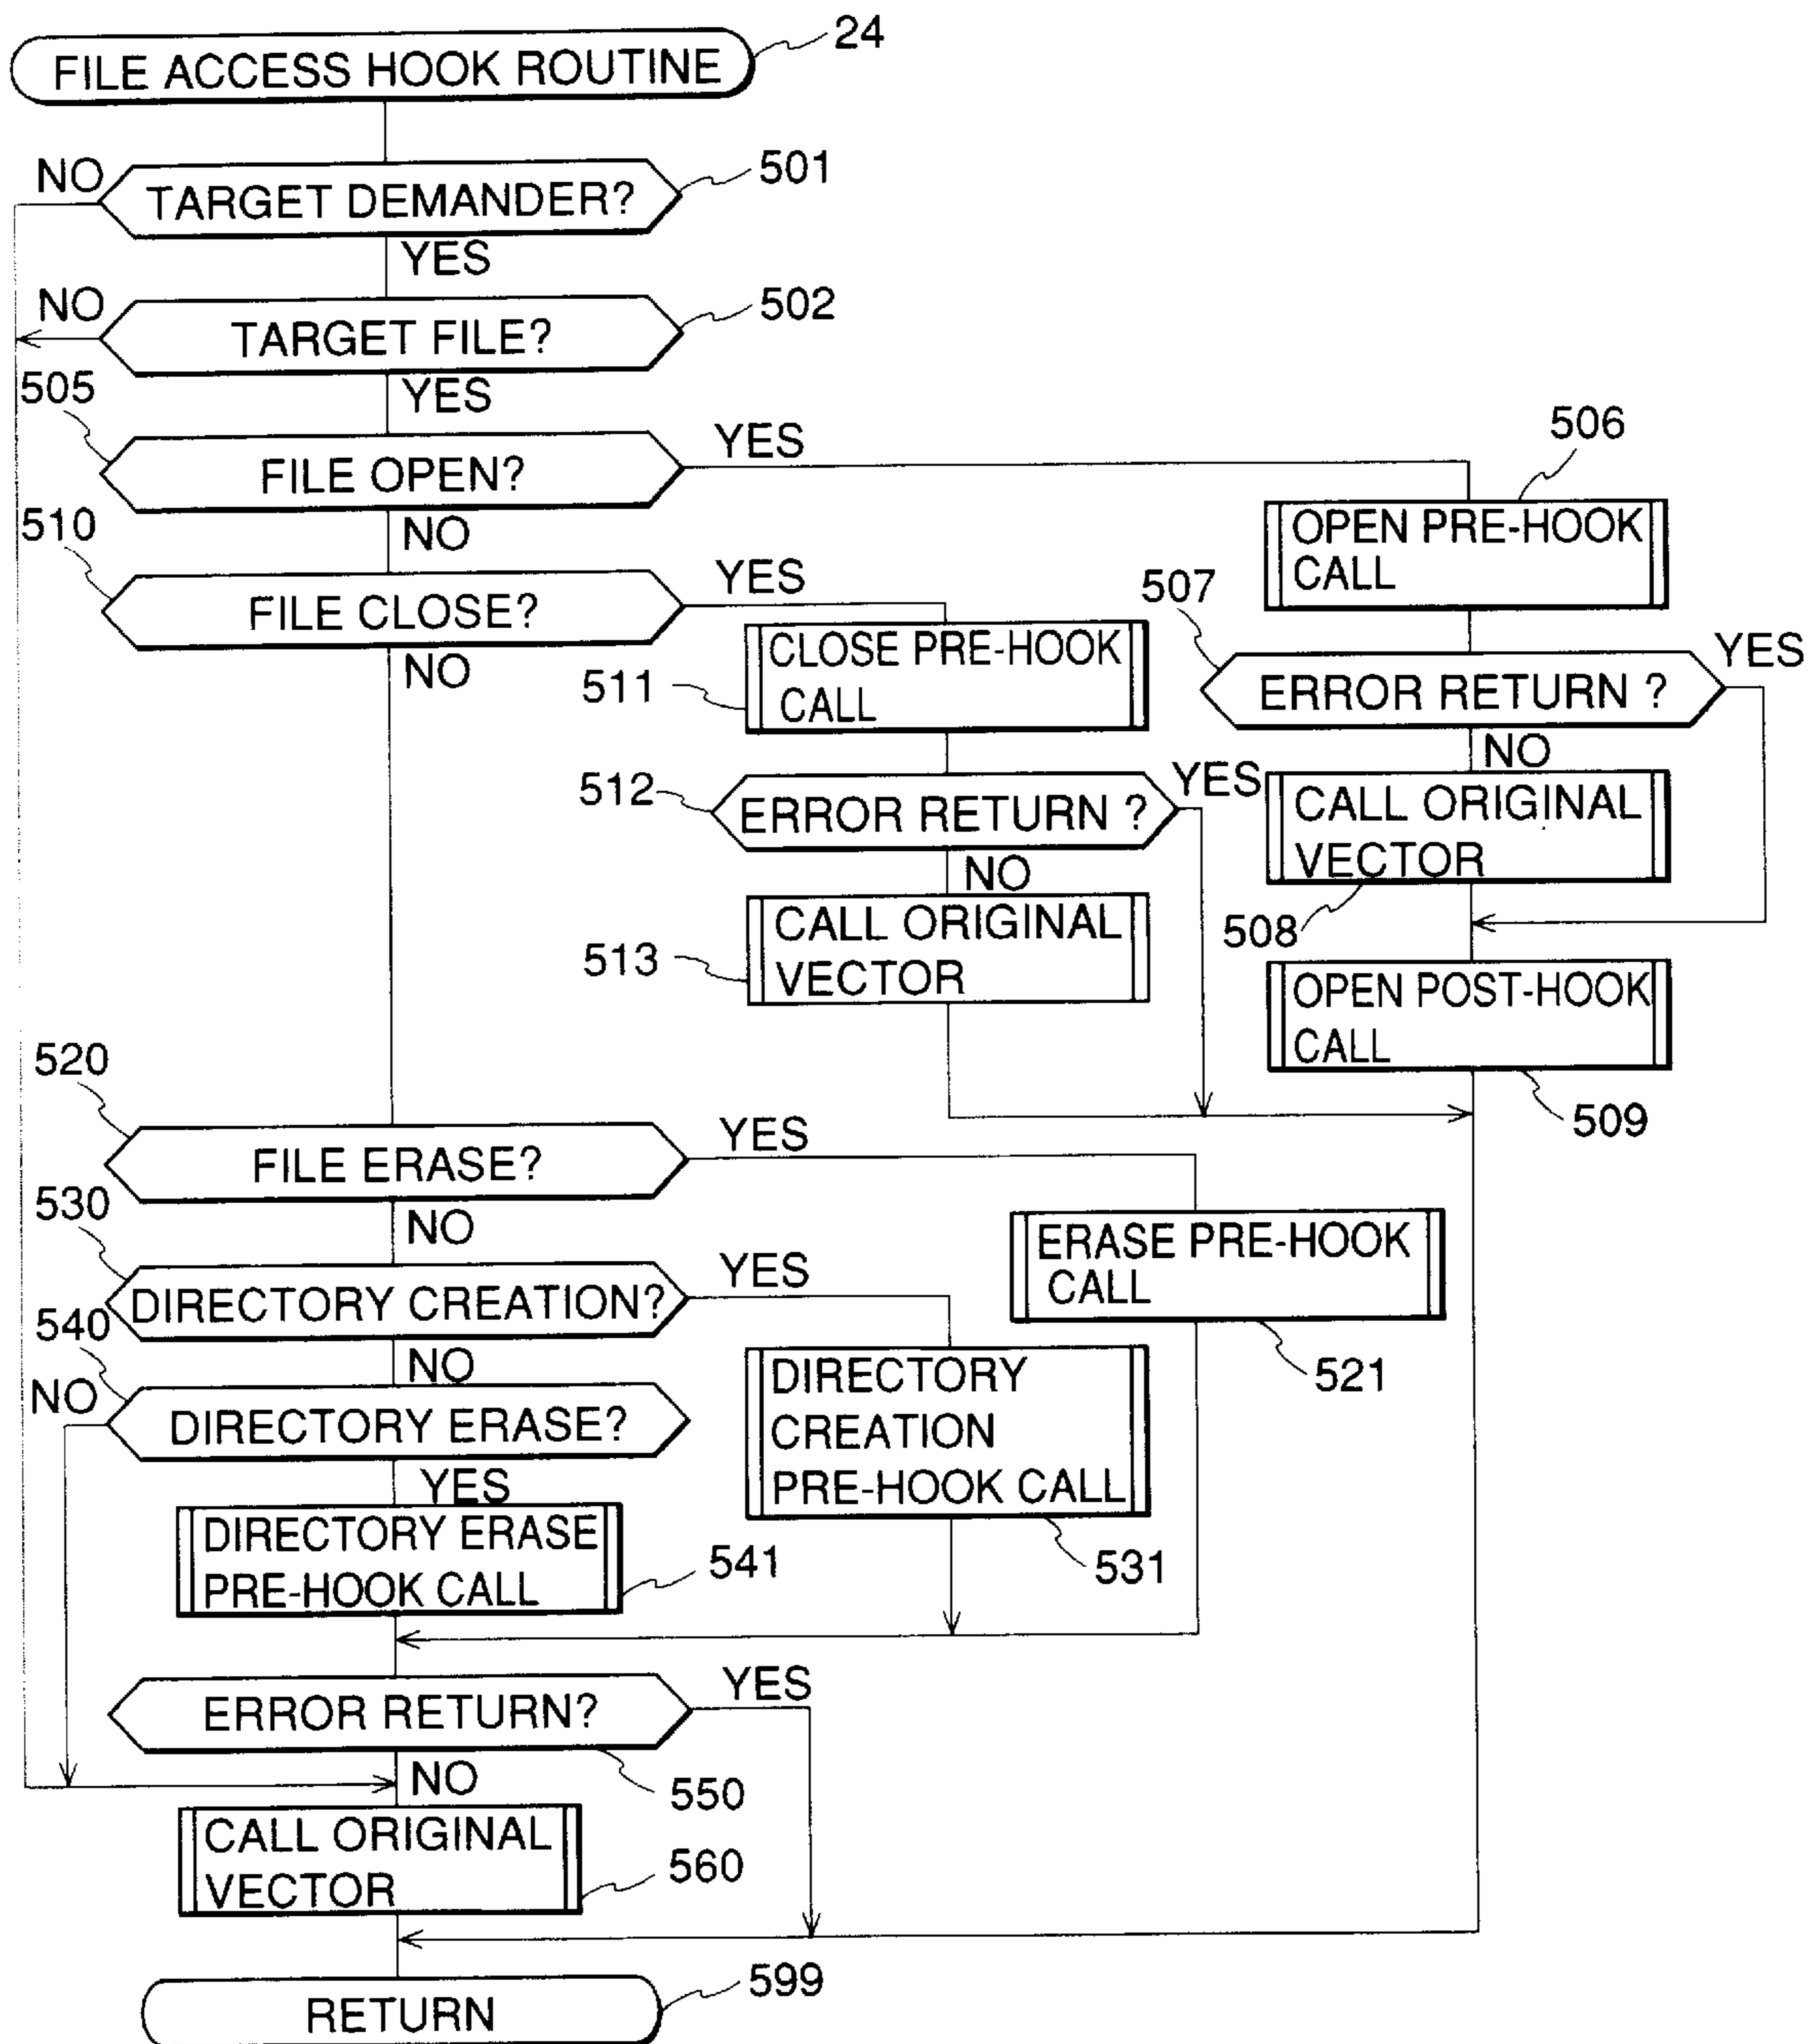 24
FILE ACCESS HOOK ROUTINE
NO
501
TARGET DEMANDER?
YES
NO
502
TARGET FILE?
YES
505
YES
FILE OPEN?
506
OPEN PRE-HOOK
CALL
510
NO
YES
FILE CLOSE?
NO
507
YES
ERROR RETURN ?
CLOSE PRE-HOOK
CALL
511
NO
512
YES
ERROR RETURN ?
CALL ORIGINAL
VECTOR
508
NO
CALL ORIGINAL
VECTOR
513
OPEN POST-HOOK
CALL
509
520
YES
FILE ERASE?
530
NO
ERASE PRE-HOOK
CALL
521
YES
DIRECTORY CREATION?
540
NO
NO
DIRECTORY ERASE?
DIRECTORY
CREATION
PRE-HOOK CALL
531
YES
DIRECTORY ERASE
PRE-HOOK CALL
541
YES
ERROR RETURN?
NO
550
CALL ORIGINAL
VECTOR
560
599
RETURN